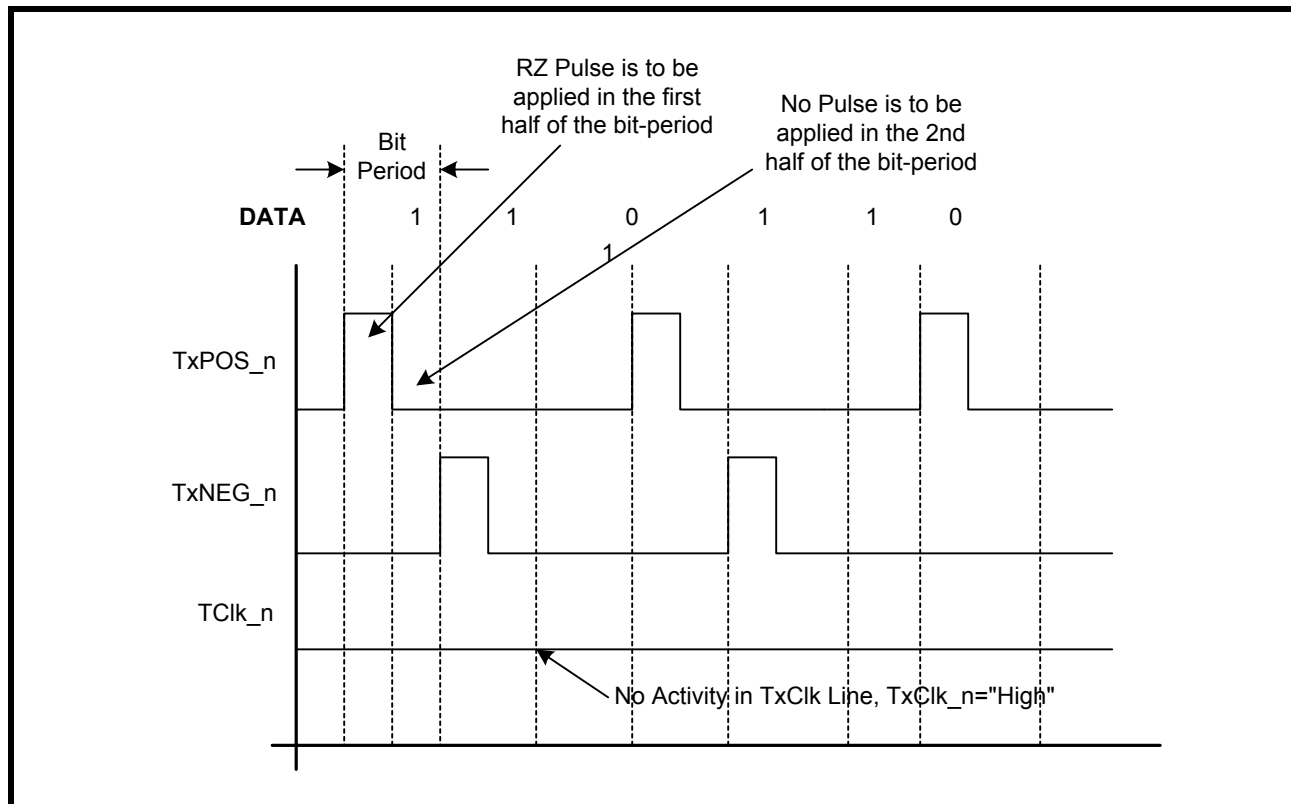 RZ Pulse is to be
applied in the first
half of the bit-period
No Pulse is to be
applied in the 2nd
half of the bit-period
Bit
Period
DATA 1 1 0 1 1 0
1
TxPOS_n
TxNEG_n
TClk_n
No Activity in TxClk Line, TxClk_n="High"